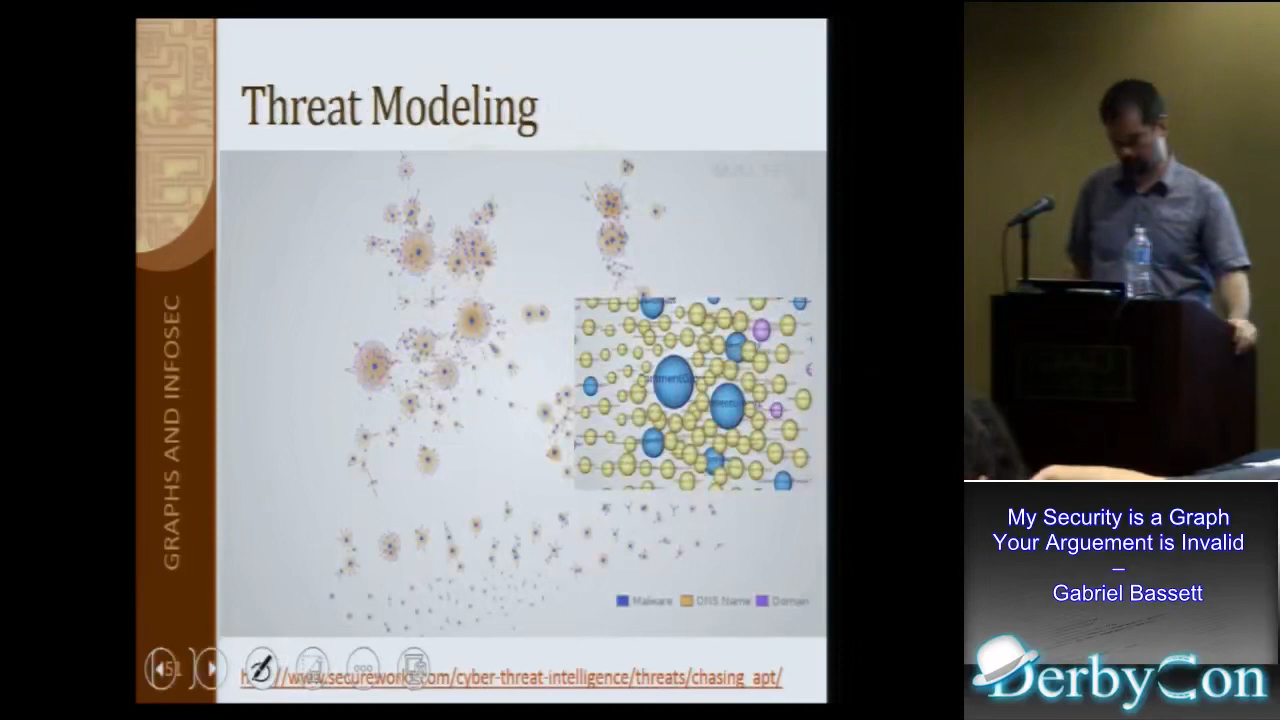 Threat Modeling
GRAPHS AND INFOSEC
Malware
DNS Name
Domain
51
www.secureworks.com/cyber-threat-intelligence/threats/chasing_apt/
My Security is a Graph
Your Arguement is Invalid
–
Gabriel Bassett
DerbyCon